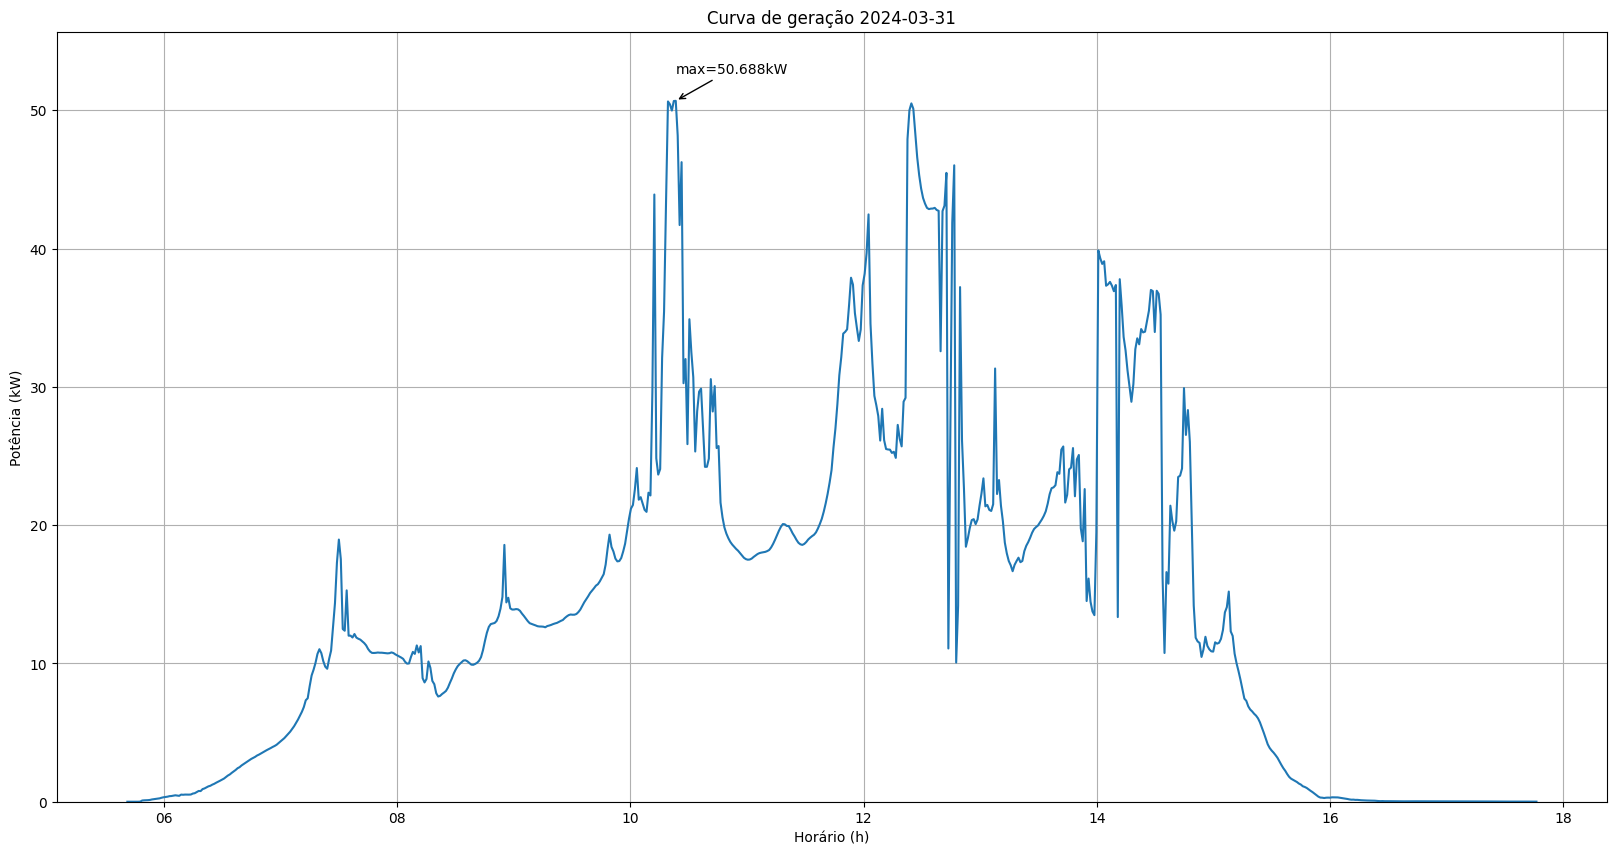 Curva de geração 2024-03-31
max=50.688kW
50
40
30
20
10
0
Potência (kW)
06 08 10 12 14 16 18
Horário (h)